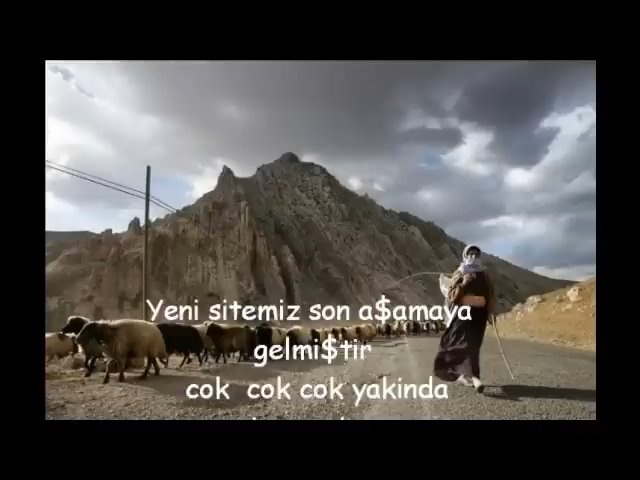 Yeni sitemiz son a$amaya
gelmi$tir
cok cok cok yakinda